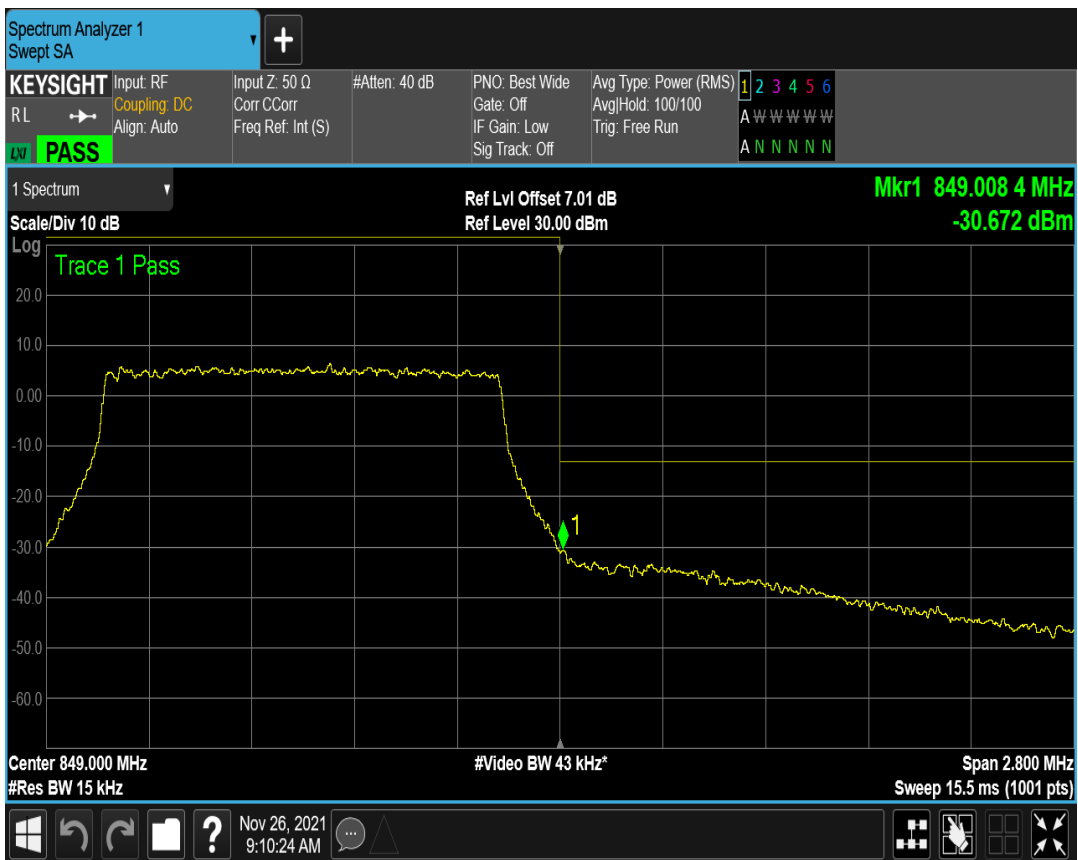 Spectrum Analyzer 1
Swept SA
+
KEYSIGHT
RL
LXI
PASS
Input: RF
Coupling: DC
Align: Auto
Input Z: 50 Ω
Corr CCorr
Freq Ref: Int (S)
#Atten: 40 dB
PNO: Best Wide
Gate: Off
IF Gain: Low
Sig Track: Off
Avg Type: Power (RMS)
Avg|Hold: 100/100
Trig: Free Run
1 2 3 4 5 6
A W W W W W
A N N N N N
1 Spectrum
Scale/Div 10 dB
Ref Lvl Offset 7.01 dB
Ref Level 30.00 dBm
Mkr1 849.008 4 MHz
-30.672 dBm
Log
Trace 1 Pass
20.0
10.0
0.00
-10.0
-20.0
-30.0
-40.0
-50.0
-60.0
1
Center 849.000 MHz
#Res BW 15 kHz
#Video BW 43 kHz*
Span 2.800 MHz
Sweep 15.5 ms (1001 pts)
?
Nov 26, 2021
9:10:24 AM